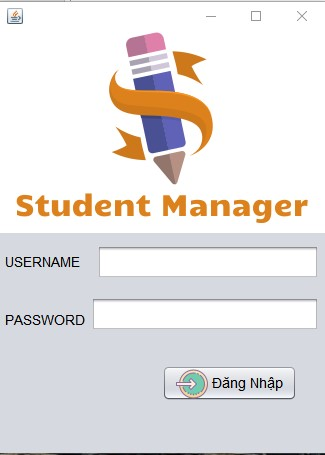 Student Manager
USERNAME
PASSWORD
Đăng Nhập